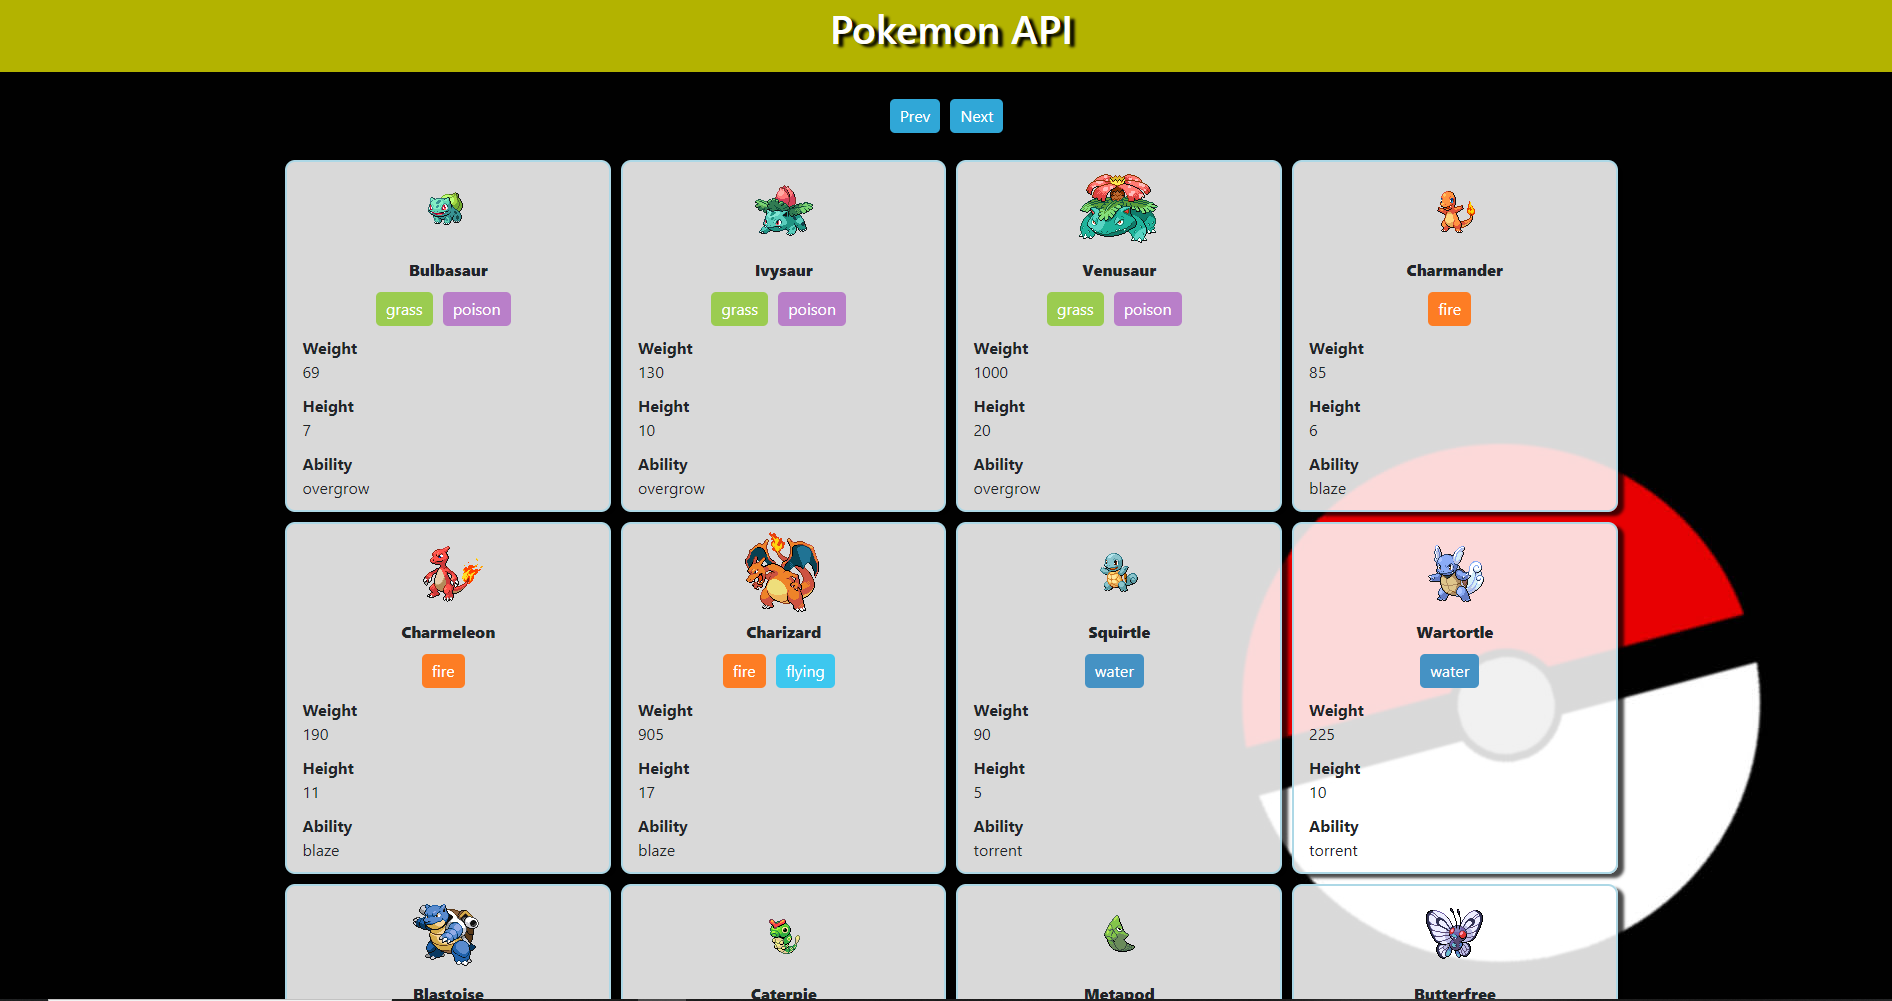 Pokemon API
Prev Next
Bulbasaur
grass poison
Weight
69
Height
7
Ability
overgrow
Ivysaur
grass poison
Weight
130
Height
10
Ability
overgrow
Venusaur
grass poison
Weight
1000
Height
20
Ability
overgrow
Charmander
fire
Weight
85
Height
6
Ability
blaze
Charmeleon
fire
Weight
190
Height
11
Ability
blaze
Charizard
fire flying
Weight
905
Height
17
Ability
blaze
Squirtle
water
Weight
90
Height
5
Ability
torrent
Wartortle
water
Weight
225
Height
10
Ability
torrent
Blastoise
Caterpie
Metapod
Butterfree